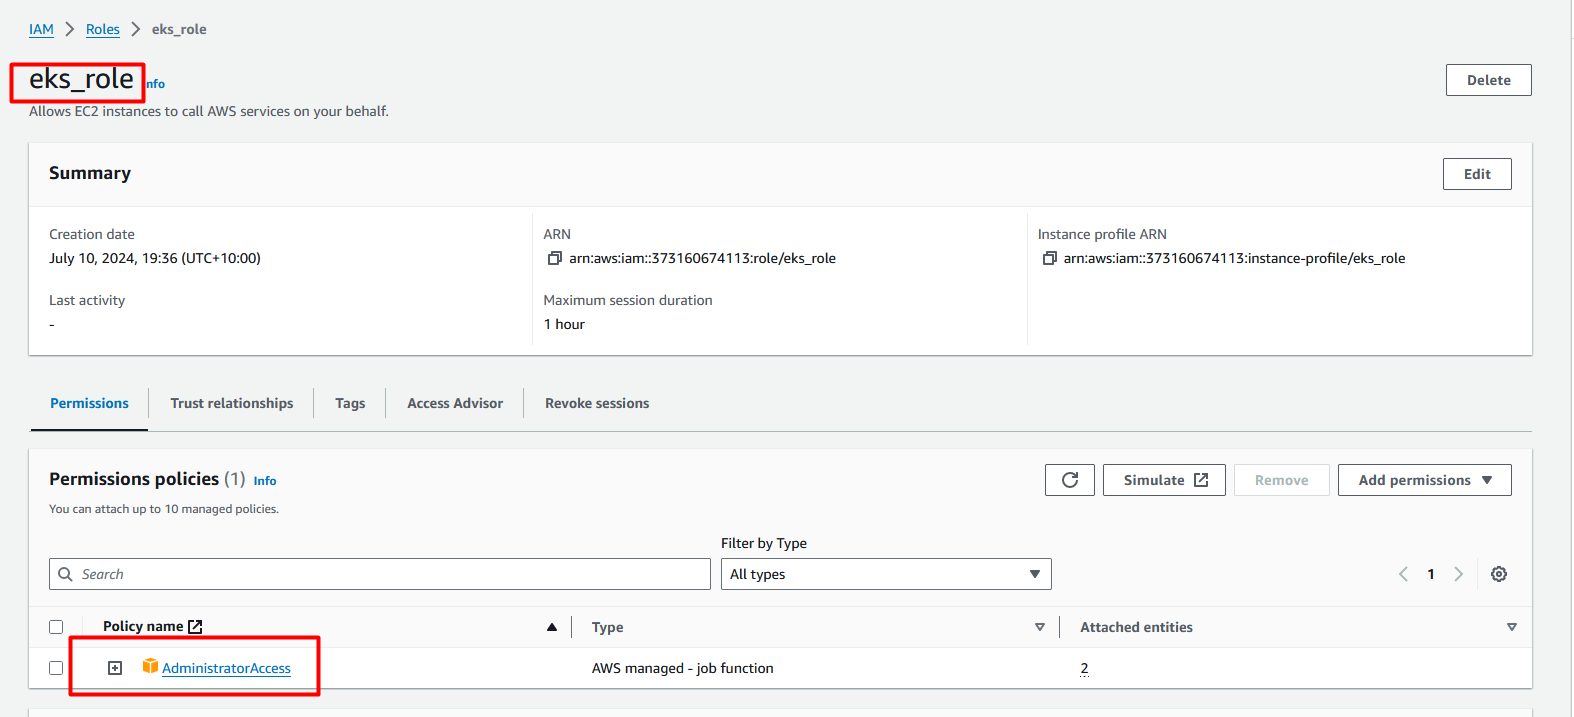 IAM > Roles > eks_role
eks_role nfo
Delete
Allows EC2 instances to call AWS services on your behalf.
Summary
Edit
Creation date
July 10, 2024, 19:36 (UTC+10:00)
ARN
arn:aws:iam::373160674113:role/eks_role
Instance profile ARN
arn:aws:iam::373160674113:instance-profile/eks_role
Last activity
-
Maximum session duration
1 hour
Permissions
Trust relationships
Tags
Access Advisor
Revoke sessions
Permissions policies (1) Info
Simulate
Remove
Add permissions
You can attach up to 10 managed policies.
Filter by Type
Search
All types
1
Policy name
Type
Attached entities
AdministratorAccess
AWS managed - job function
2